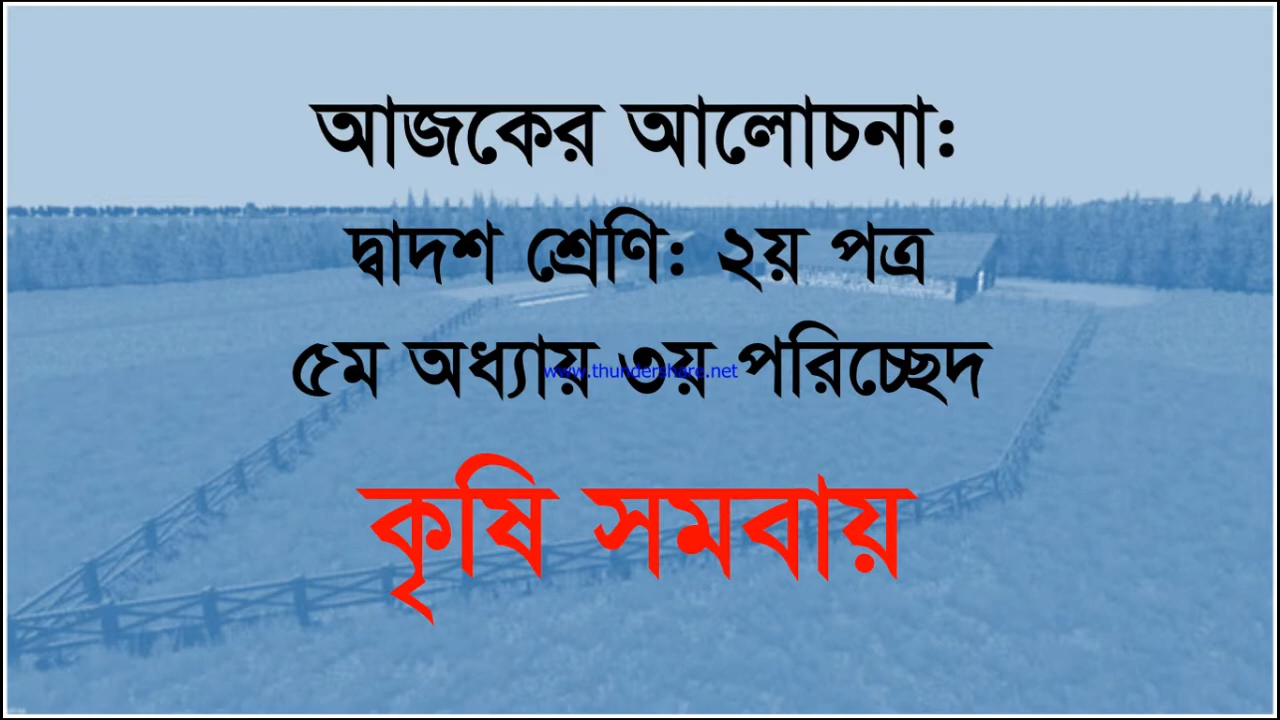 আজকের আলোচনা:
দ্বাদশ শ্রেণি: ২য় পত্র
৫ম অধ্যায় ৩য় পরিচ্ছেদ
www.thundershare.net
কৃষি সমবায়